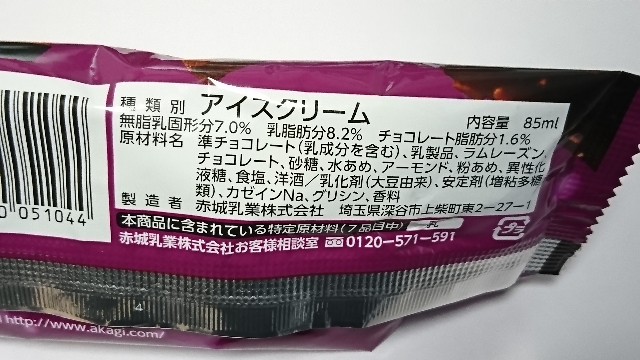 種類別 アイスクリーム 内容量 85ml
無脂乳固形分7.0% 乳脂肪分8.2% チョコレート脂肪分1.6%
原材料名 準チョコレート(乳成分を含む)、乳製品、ラムレーズン、
チョコレート、砂糖、水あめ、アーモンド、粉あめ、異性化
液糖、食塩、洋酒/乳化剤(大豆由来)、安定剤(増粘多糖
類)、カゼインNa、グリシン、香料
製造者 赤城乳業株式会社 埼玉県深谷市上柴町東2-27-1
本商品に含まれている特定原材料(7品目中) 乳
赤城乳業株式会社お客様相談室 0120-571-591
プラ
0 051044
http://www.akagi.com/
4